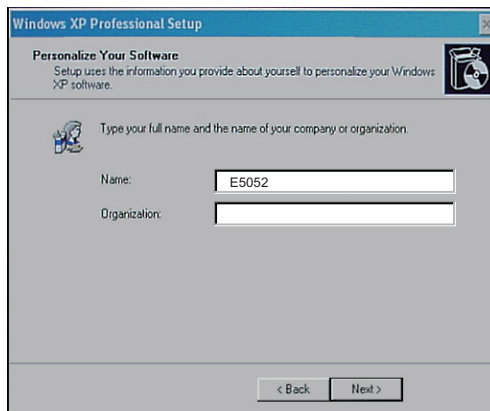 Windows XP Professional Setup
Personalize Your Software
Setup uses the information you provide about yourself to personalize your Windows
XP software.
Type your full name and the name of your company or organization.
Name:
E5052
Organization:
< Back
Next >